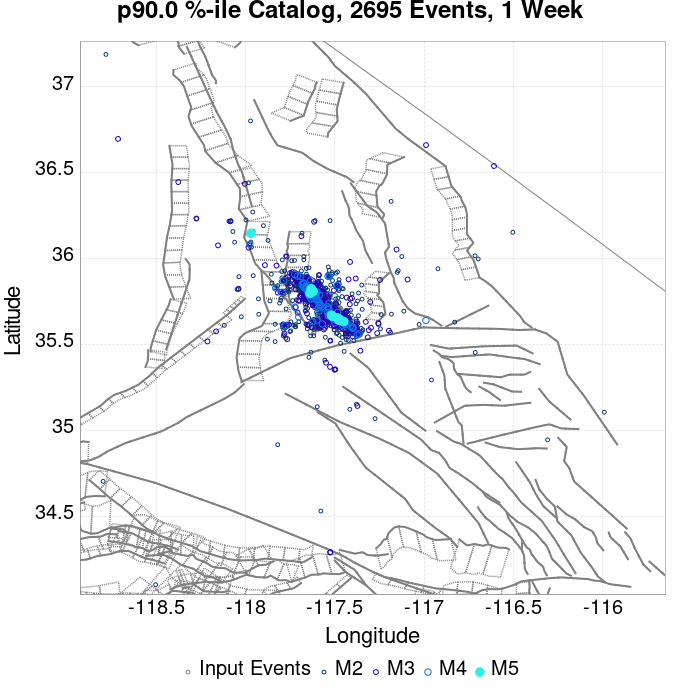 p90.0 %-ile Catalog, 2695 Events, 1 Week
37
36.5
36
35.5
35
34.5
Latitude
-118.5 -118 -117.5 -117 -116.5 -116
Longitude
Input Events M2 M3 M4 M5